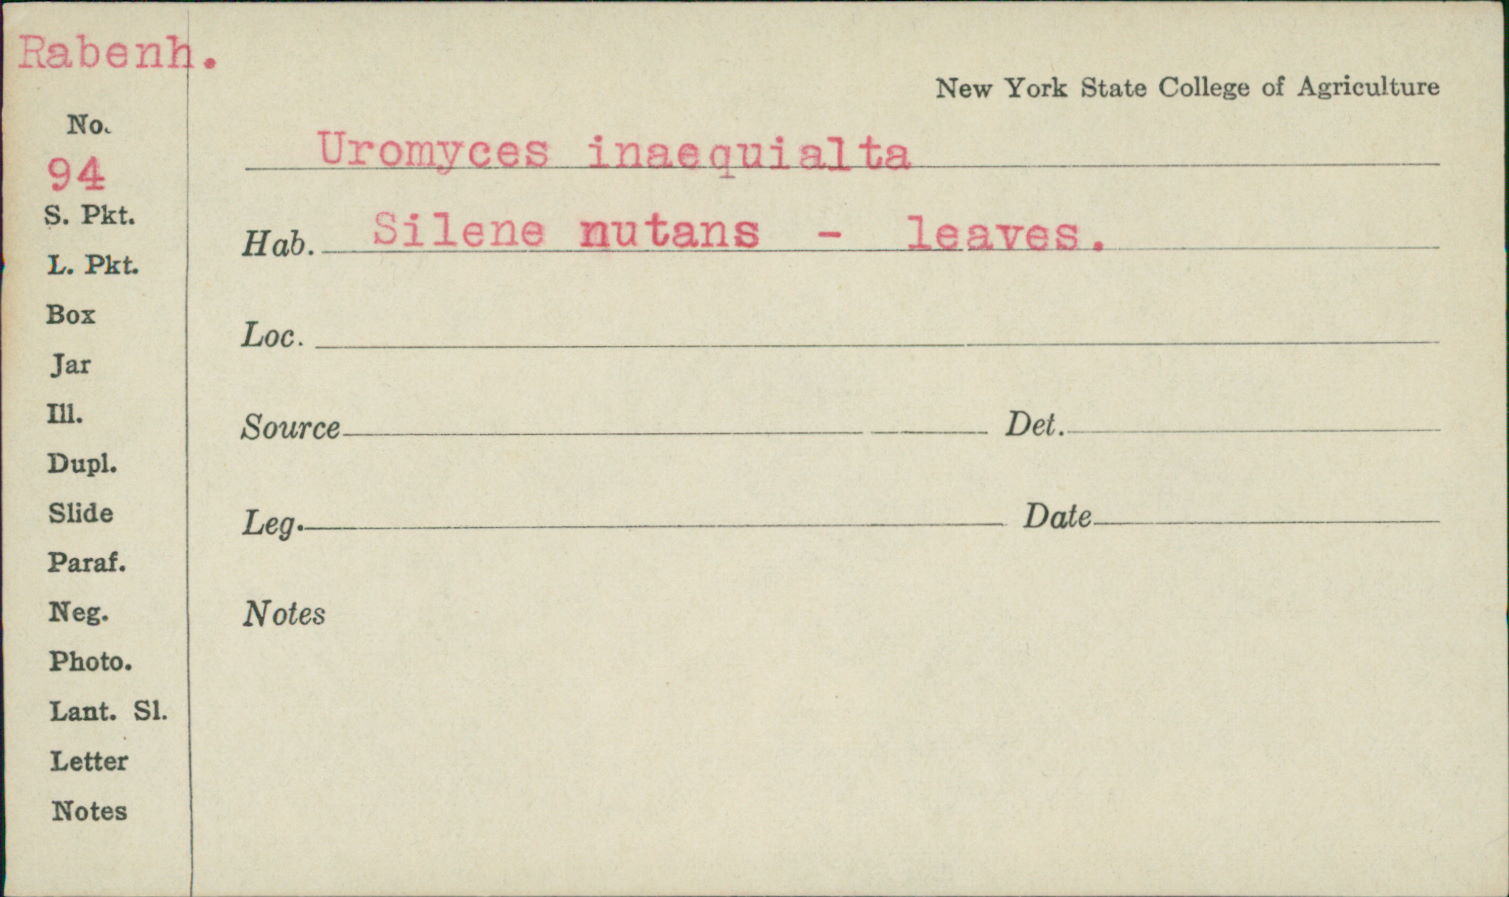 Rabenh.
New York State College of Agriculture
No.
94
Uromyces inaequialta
S. Pkt.
Hab. Silene nutans - leaves.
L. Pkt.
Box
Loc.
Jar
Ill.
Source Det.
Dupl.
Slide
Leg. Date
Paraf.
Neg.
Notes
Photo.
Lant. Sl.
Letter
Notes